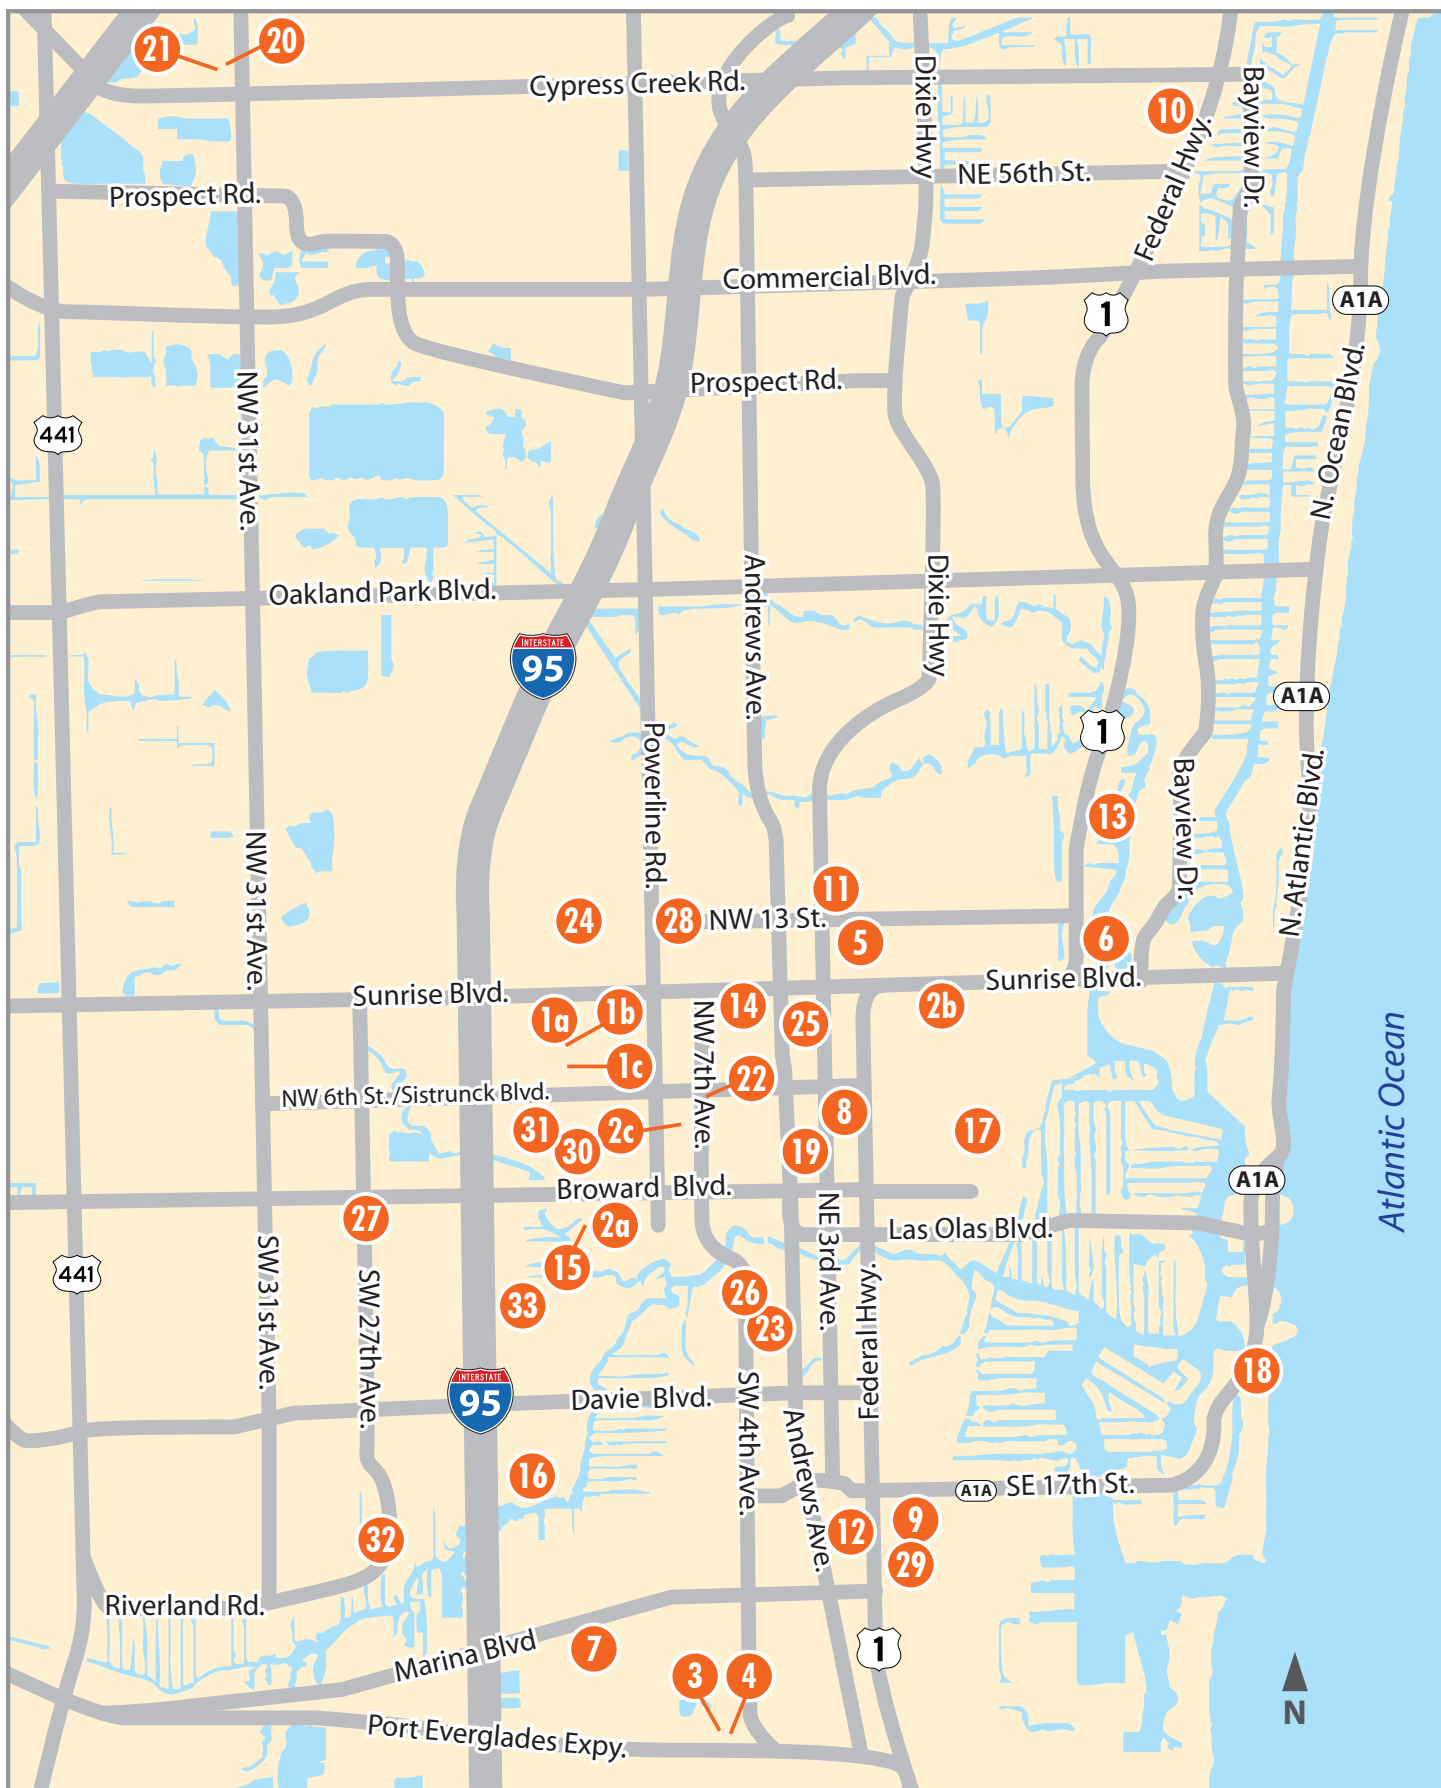 21
20
Cypress Creek Rd.
Dixie Hwy
Bayview Dr.
10
Federal Hwy.
NE 56th St.
Prospect Rd.
Commercial Blvd.
A1A
1
N. Ocean Blvd.
Prospect Rd.
441
NW 31st Ave.
Oakland Park Blvd.
Andrews Ave.
Dixie Hwy
INTERSTATE
95
A1A
1
Powerline Rd.
Bayview Dr.
N. Atlantic Blvd.
13
NW 31st Ave.
11
24
28
NW 13 St.
5
6
Sunrise Blvd.
Sunrise Blvd.
1a
1b
14
25
2b
NW 7th Ave.
1c
22
Atlantic Ocean
NW 6th St./Sistrunck Blvd.
8
31
30
2c
19
17
A1A
Broward Blvd.
27
2a
NE 3rd Ave.
Las Olas Blvd.
441
SW 31st Ave.
SW 27th Ave.
15
33
26
23
Federal Hwy.
18
INTERSTATE
95
Davie Blvd.
SW 4th Ave.
Andrews Ave.
16
A1A
SE 17th St.
32
12
9
29
Riverland Rd.
Marina Blvd
7
1
3
4
N
Port Everglades Expy.